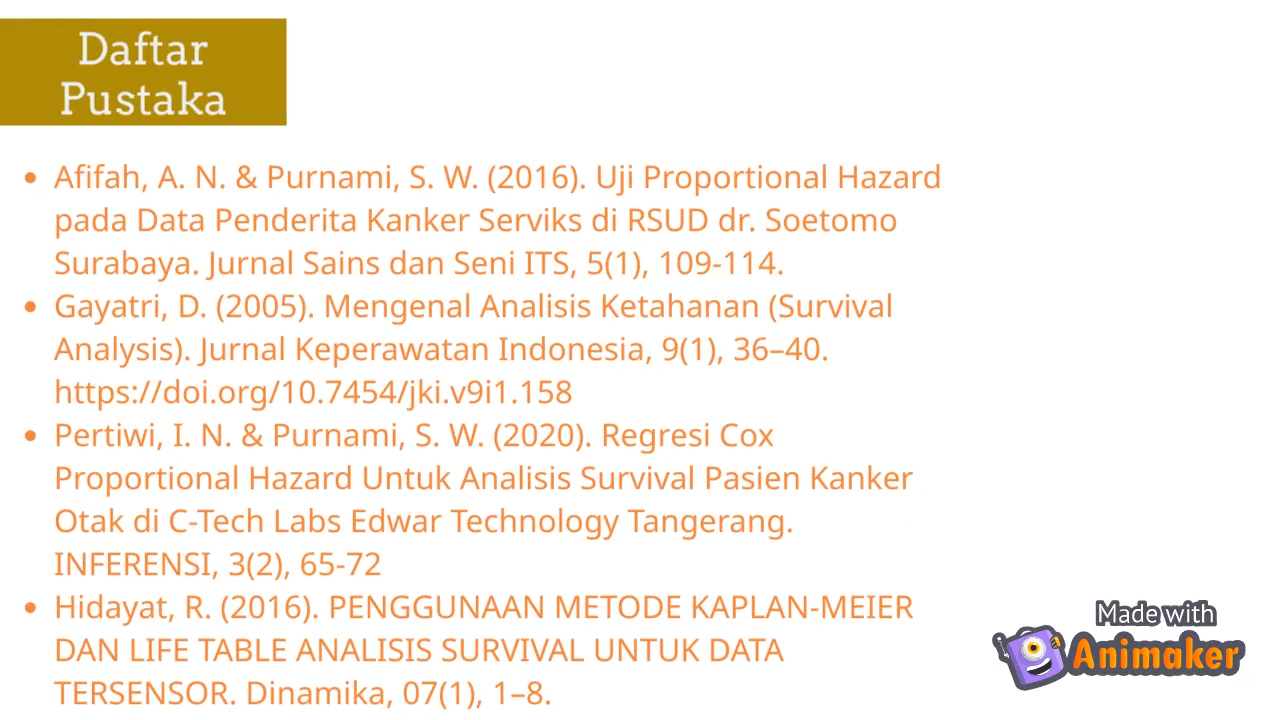 Daftar
Pustaka
• Afifah, A. N. & Purnami, S. W. (2016). Uji Proportional Hazard
pada Data Penderita Kanker Serviks di RSUD dr. Soetomo
Surabaya. Jurnal Sains dan Seni ITS, 5(1), 109-114.
• Gayatri, D. (2005). Mengenal Analisis Ketahanan (Survival
Analysis). Jurnal Keperawatan Indonesia, 9(1), 36–40.
https://doi.org/10.7454/jki.v9i1.158
• Pertiwi, I. N. & Purnami, S. W. (2020). Regresi Cox
Proportional Hazard Untuk Analisis Survival Pasien Kanker
Otak di C-Tech Labs Edwar Technology Tangerang.
INFERENSI, 3(2), 65-72
• Hidayat, R. (2016). PENGGUNAAN METODE KAPLAN-MEIER
DAN LIFE TABLE ANALISIS SURVIVAL UNTUK DATA
TERSENSOR. Dinamika, 07(1), 1–8.
Made with
Animaker